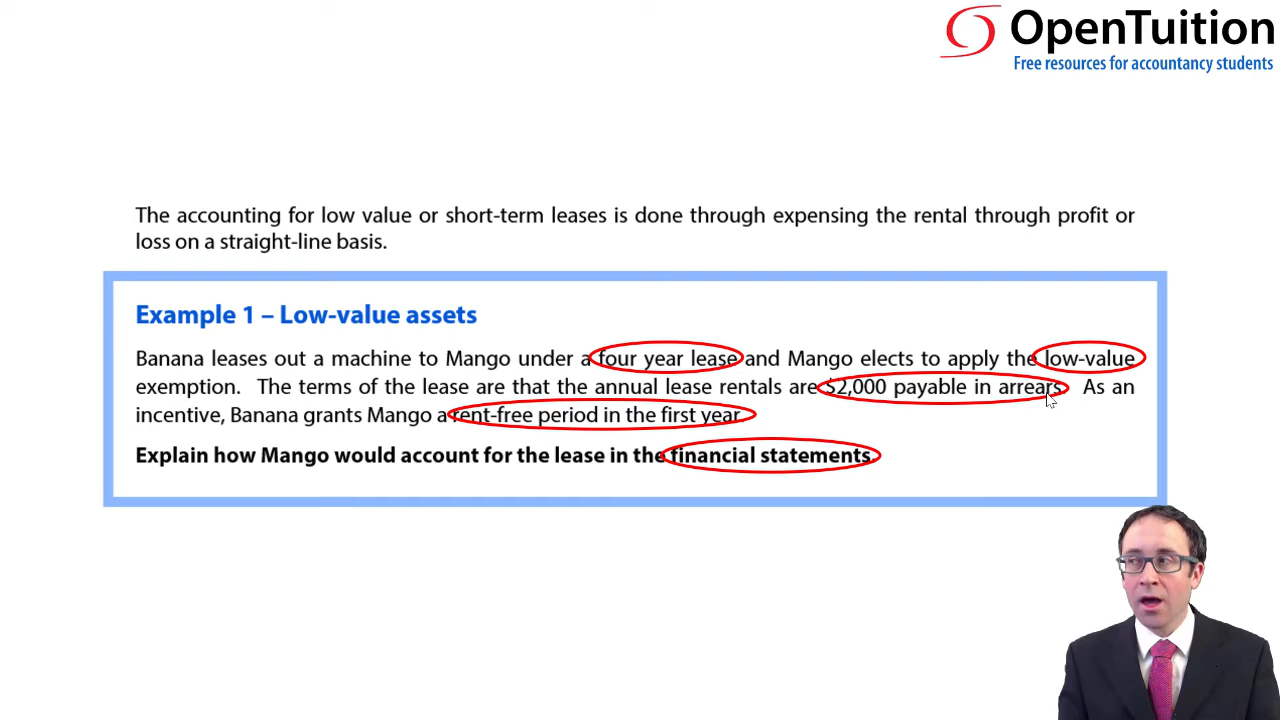 OpenTuition
Free resources for accountancy students
The accounting for low value or short-term leases is done through expensing the rental through profit or
loss on a straight-line basis.
Example 1 – Low-value assets
Banana leases out a machine to Mango under a four year lease and Mango elects to apply the low-value
exemption. The terms of the lease are that the annual lease rentals are $2,000 payable in arrears. As an
incentive, Banana grants Mango a rent-free period in the first year.
Explain how Mango would account for the lease in the financial statements.